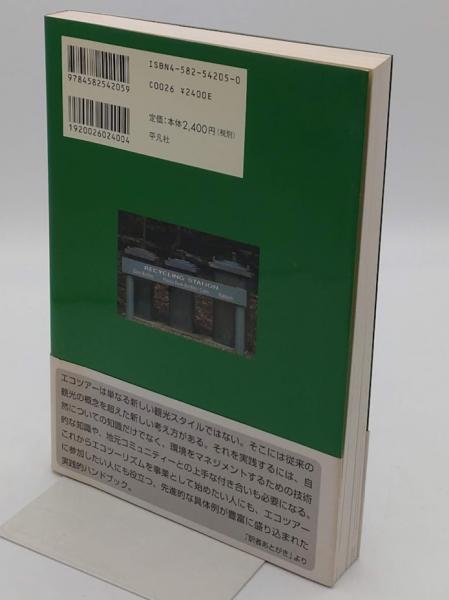 ISBN4-582-54205-0
C0026 ¥2400E
定価:本体2,400円(税別)
平凡社
9784582542059
1920026024004
RECYCLING STATION
エコツアーは単なる新しい観光スタイルではない。そこには従来の
観光の概念を超えた新しい考え方がある。それを実践するには、自
然についての知識だけでなく、環境をマネジメントするための技術
的な知識や、地元コミュニティーとの上手な付き合いも必要になる。
これからエコツーリズムを事業として始めたい人にも、エコツアー
に参加したい人にも役立つ、先進的な具体例が豊富に盛り込まれた
実践的ハンドブック。
「訳者あとがき」より